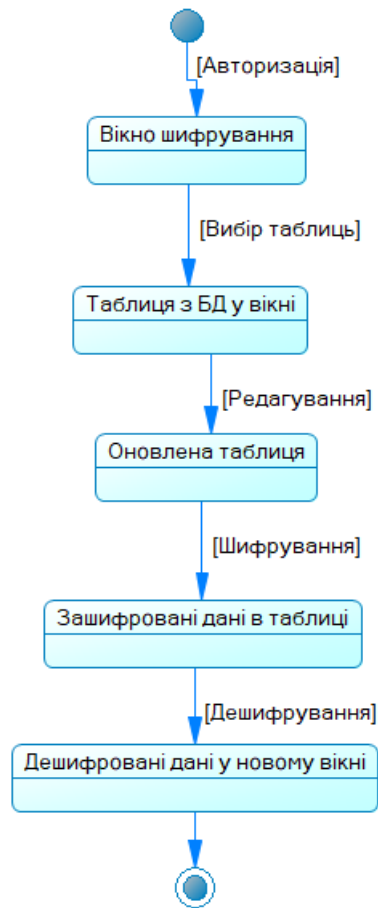 [Авторизація]
Вікно шифрування
[Вибір таблиць]
Таблиця з БД у вікні
[Редагування]
Оновлена таблиця
[Шифрування]
Зашифровані дані в таблиці
[Дешифрування]
Дешифровані дані у новому вікні